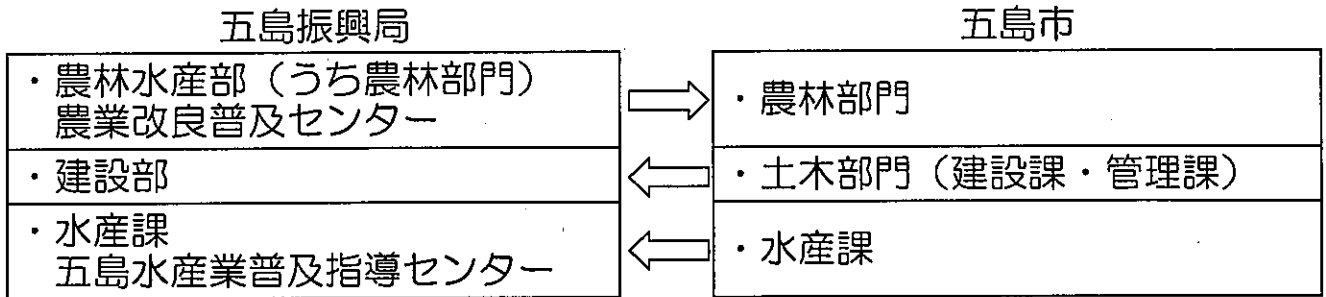 五島振興局
五島市
・農林水産部（うち農林部門）
農業改良普及センター
・農林部門
・建設部
・土木部門（建設課・管理課）
・水産課
五島水産業普及指導センター
・水産課